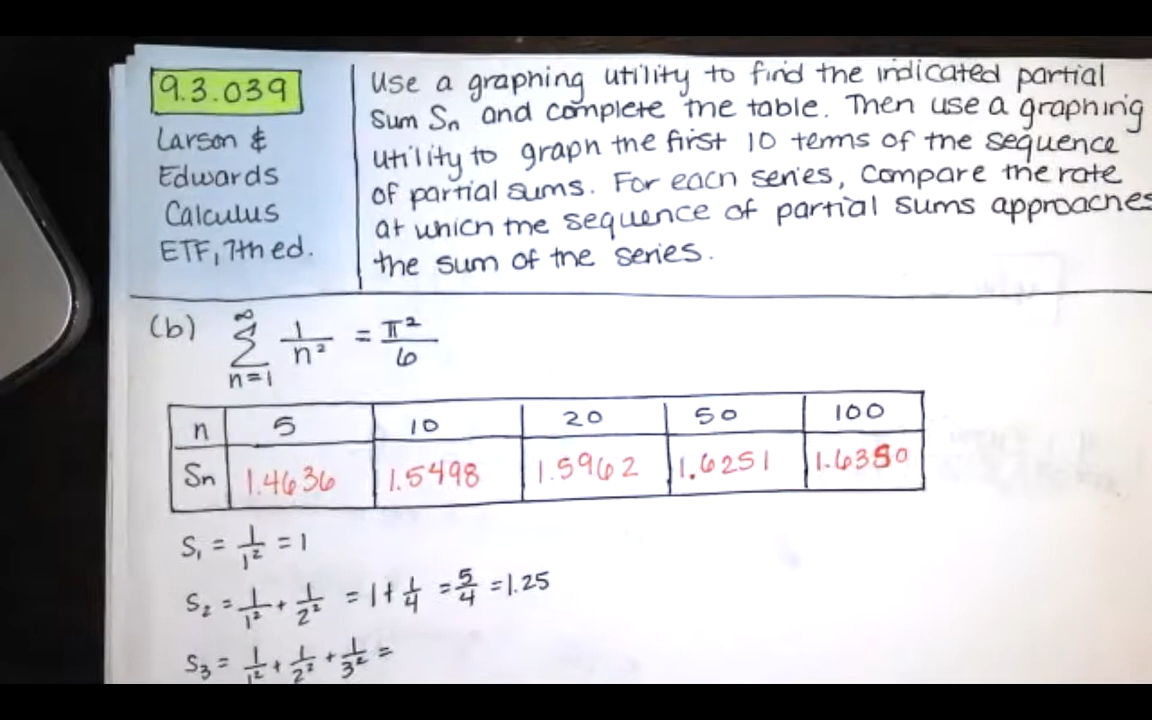 9.3.039
Larson &
Edwards
Calculus
ETF, 7th ed.
Use a graphing utility to find the indicated partial
sum Sₙ and complete the table. Then use a graphing
utility to graph the first 10 terms of the sequence
of partial sums. For each series, compare the rate
at which the sequence of partial sums approaches
the sum of the series.
(b) ∞ Σ n=1 1/n² = π²/6
n 5 10 20 50 100
Sn 1.4636 1.5498 1.5962 1.6251 1.6350
S₁ = 1/1² = 1
S₂ = 1/1² + 1/2² = 1 + 1/4 = 5/4 = 1.25
S₃ = 1/1² + 1/2² + 1/3² =